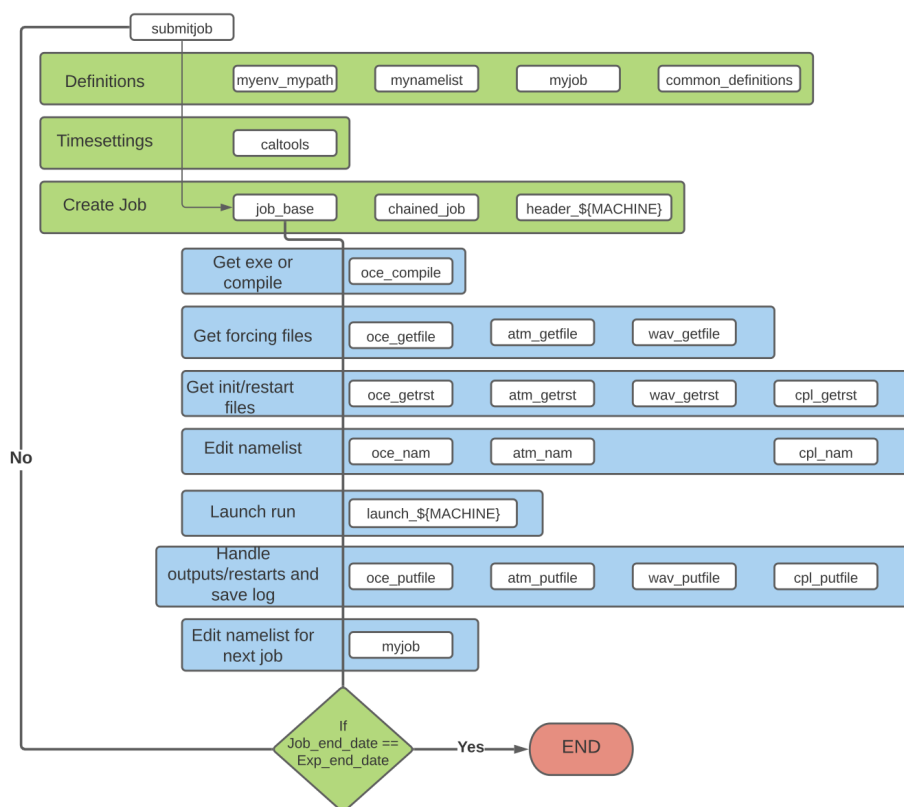 submitjob
Definitions
myenv_mypath
mynamelist
myjob
common_definitions
Timesettings
caltools
Create Job
job_base
chained_job
header_${MACHINE}
Get exe or
compile
oce_compile
Get forcing files
oce_getfile
atm_getfile
wav_getfile
Get init/restart
files
oce_getrst
atm_getrst
wav_getrst
cpl_getrst
No
Edit namelist
oce_nam
atm_nam
cpl_nam
Launch run
launch_${MACHINE}
Handle
outputs/restarts and
save log
oce_putfile
atm_putfile
wav_putfile
cpl_putfile
Edit namelist for
next job
myjob
If
Job_end_date ==
Exp_end_date
Yes
END